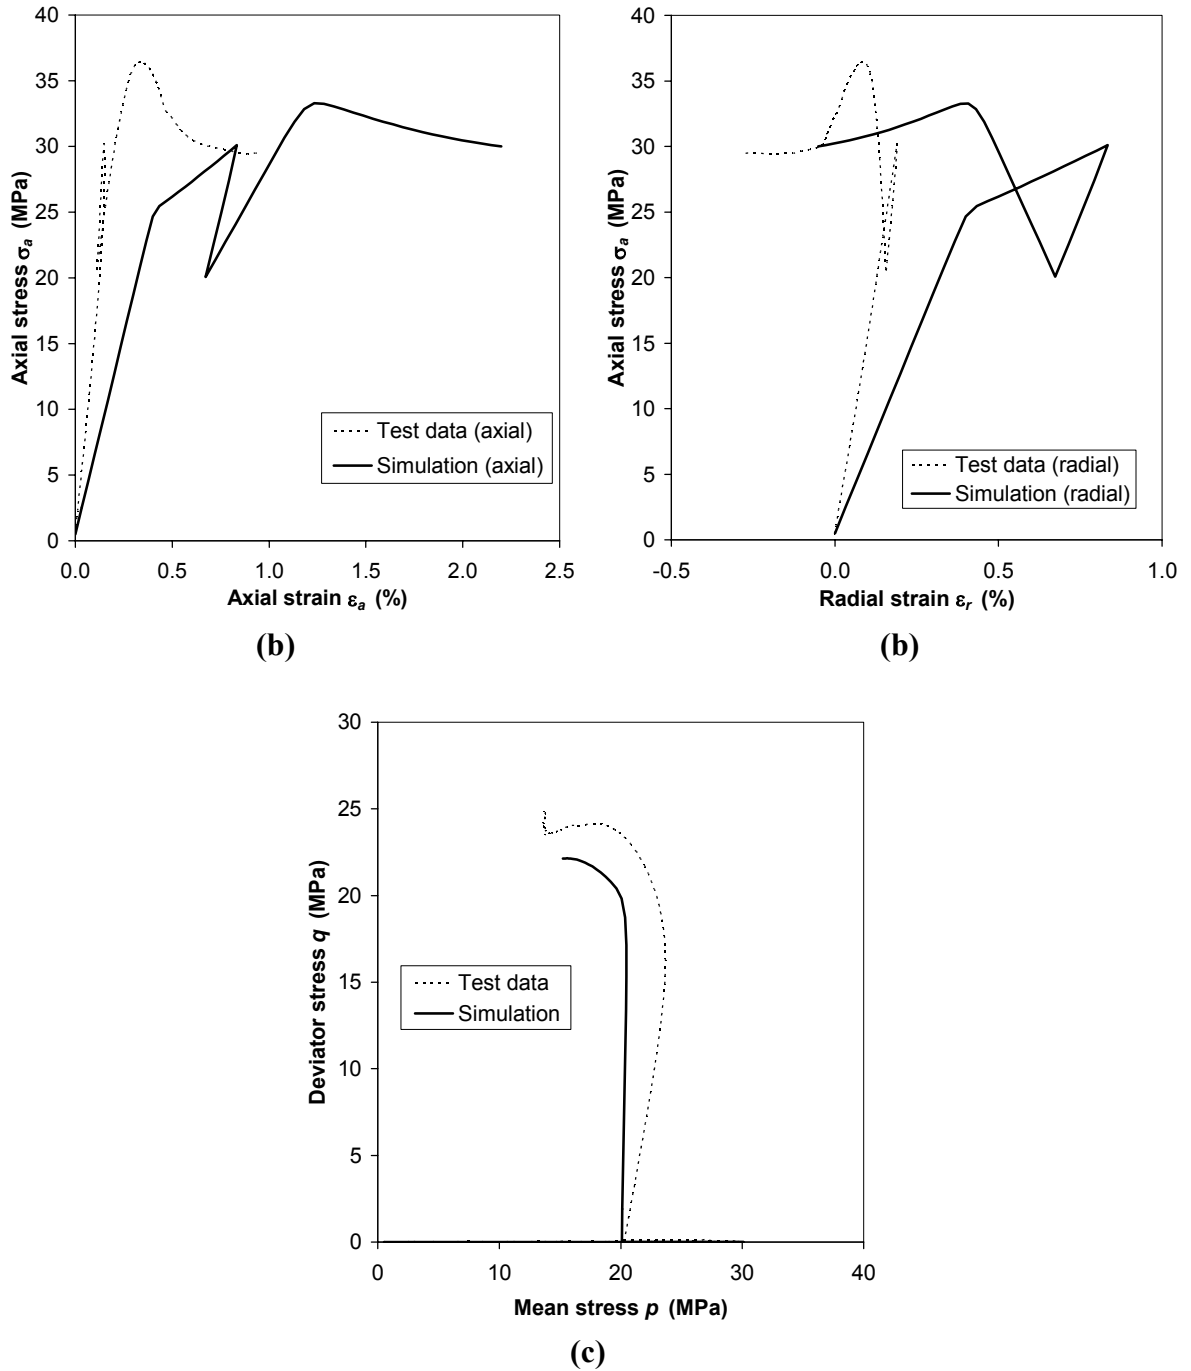 40
35
30
25
20
15
10
5
0
Axial stress σa (MPa)
Test data (axial)
Simulation (axial)
0.0 0.5 1.0 1.5 2.0 2.5
Axial strain εa (%)
(b)
40
35
30
25
20
15
10
5
0
Axial stress σa (MPa)
Test data (radial)
Simulation (radial)
-0.5 0.0 0.5 1.0
Radial strain εr (%)
(b)
30
25
20
15
10
5
0
Deviator stress q (MPa)
Test data
Simulation
0 10 20 30 40
Mean stress p (MPa)
(c)